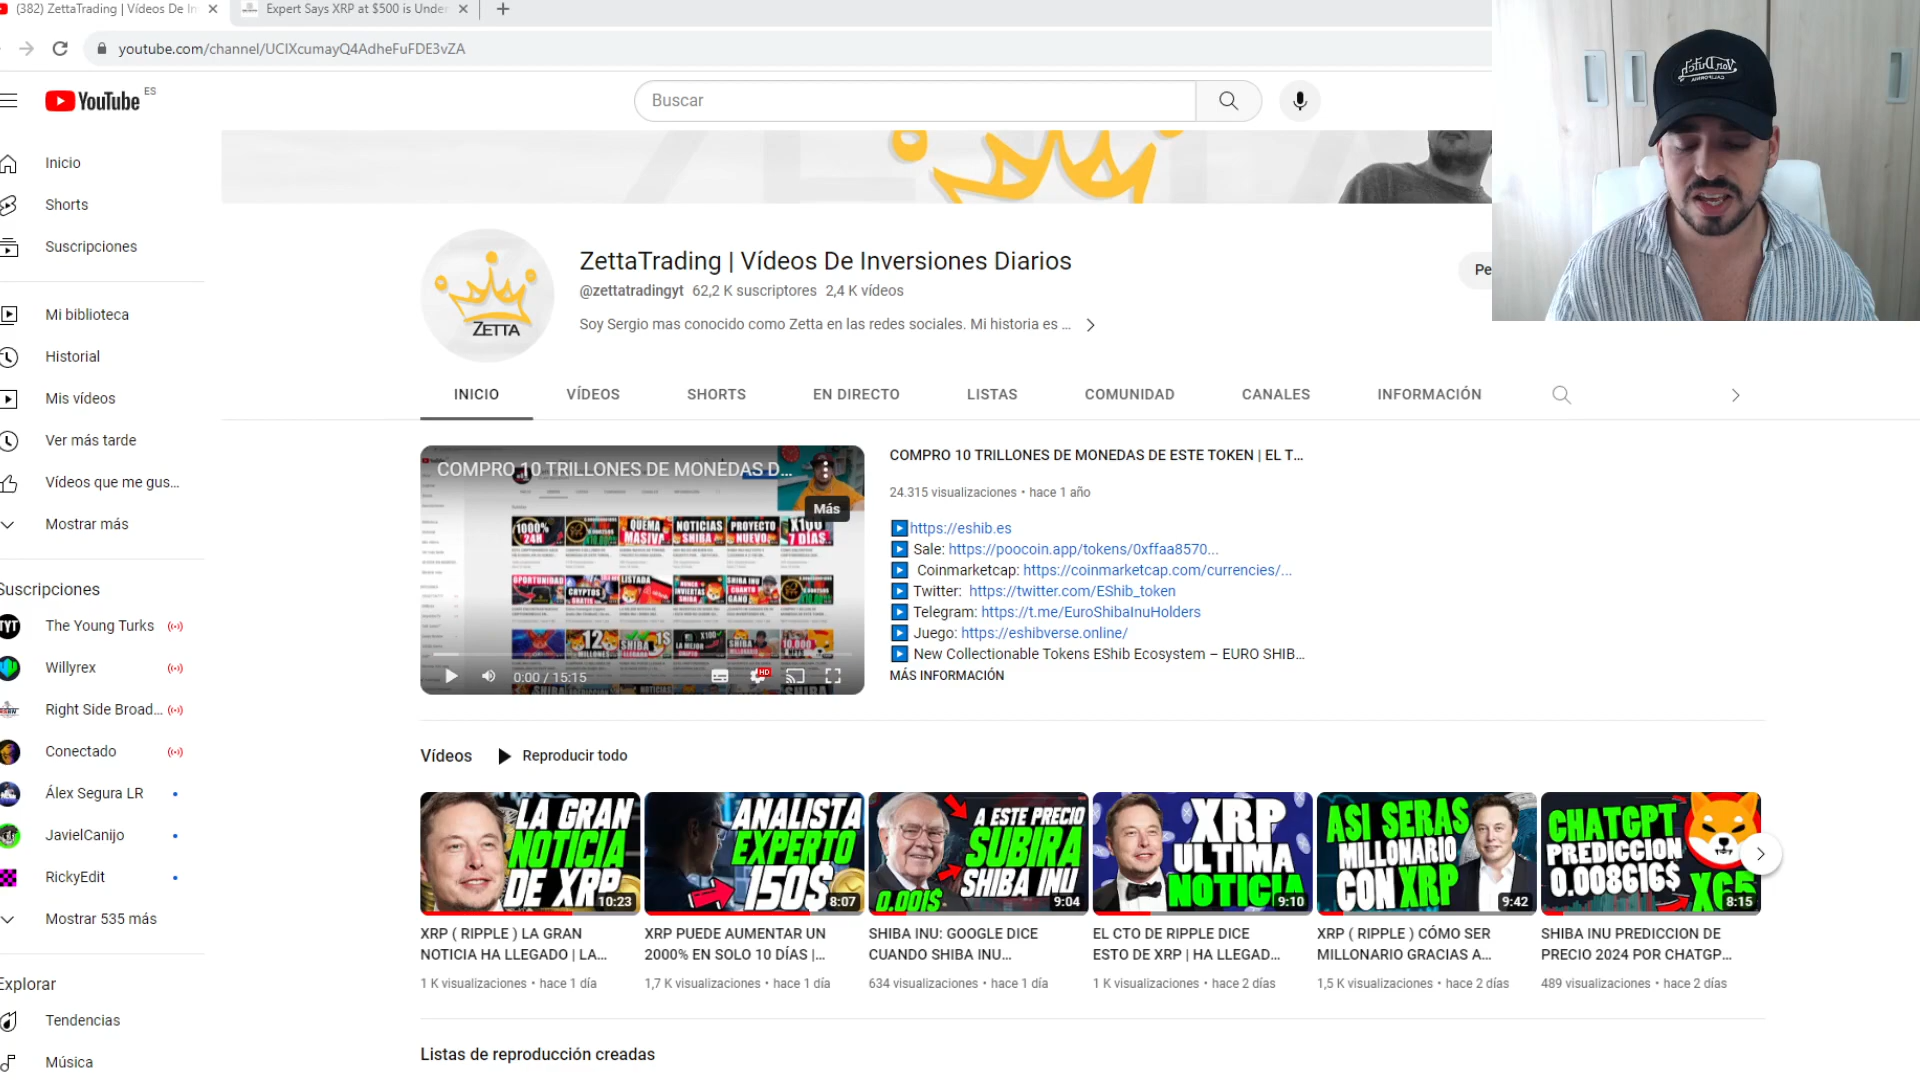 (382) ZettaTrading | Vídeos De In
Expert Says XRP at $500 is Under
youtube.com/channel/UCIXcumayQ4AdheFuFDE3vZA
YouTube ES
Buscar
Inicio
Shorts
Suscripciones
Mi biblioteca
Historial
Mis vídeos
Ver más tarde
Vídeos que me gus...
Mostrar más
Suscripciones
The Young Turks
Willyrex
Right Side Broad...
Conectado
Álex Segura LR
JavielCanijo
RickyEdit
Mostrar 535 más
Explorar
Tendencias
Música
ZETTA
ZettaTrading | Vídeos De Inversiones Diarios
@zettatradingyt 62,2 K suscriptores 2,4 K vídeos
Soy Sergio mas conocido como Zetta en las redes sociales. Mi historia es ...
Pe
INICIO VÍDEOS SHORTS EN DIRECTO LISTAS COMUNIDAD CANALES INFORMACIÓN
COMPRO 10 TRILLONES DE MONEDAS D...
Más
1000%
24H
QUEMA
MASIVA
NOTICIAS
SHIBA
PROYECTO
NUEVO
X100
7 DÍAS
0:00 / 15:15
HD
COMPRO 10 TRILLONES DE MONEDAS DE ESTE TOKEN | EL T...
24.315 visualizaciones • hace 1 año
https://eshib.es
Sale: https://poocoin.app/tokens/0xffaa8570...
Coinmarketcap: https://coinmarketcap.com/currencies/...
Twitter: https://twitter.com/EShib_token
Telegram: https://t.me/EuroShibaInuHolders
Juego: https://eshibverse.online/
New Collectionable Tokens EShib Ecosystem – EURO SHIB...
MÁS INFORMACIÓN
Vídeos Reproducir todo
LA GRAN
NOTICIA
DE XRP
10:23
XRP ( RIPPLE ) LA GRAN
NOTICIA HA LLEGADO | LA...
1 K visualizaciones • hace 1 día
ANALISTA
EXPERTO
150$
8:07
XRP PUEDE AUMENTAR UN
2000% EN SOLO 10 DÍAS |...
1,7 K visualizaciones • hace 1 día
A ESTE PRECIO
SUBIRA
SHIBA INU
0.001$
9:04
SHIBA INU: GOOGLE DICE
CUANDO SHIBA INU...
634 visualizaciones • hace 1 día
XRP
ULTIMA
NOTICIA
9:10
EL CTO DE RIPPLE DICE
ESTO DE XRP | HA LLEGAD...
1 K visualizaciones • hace 2 días
ASI SERAS
MILLONARIO
CON XRP
9:42
XRP ( RIPPLE ) CÓMO SER
MILLONARIO GRACIAS A...
1,5 K visualizaciones • hace 2 días
CHATGPT
PREDICCION
0.008616$
8:15
SHIBA INU PREDICCION DE
PRECIO 2024 POR CHATGP...
489 visualizaciones • hace 2 días
Listas de reproducción creadas